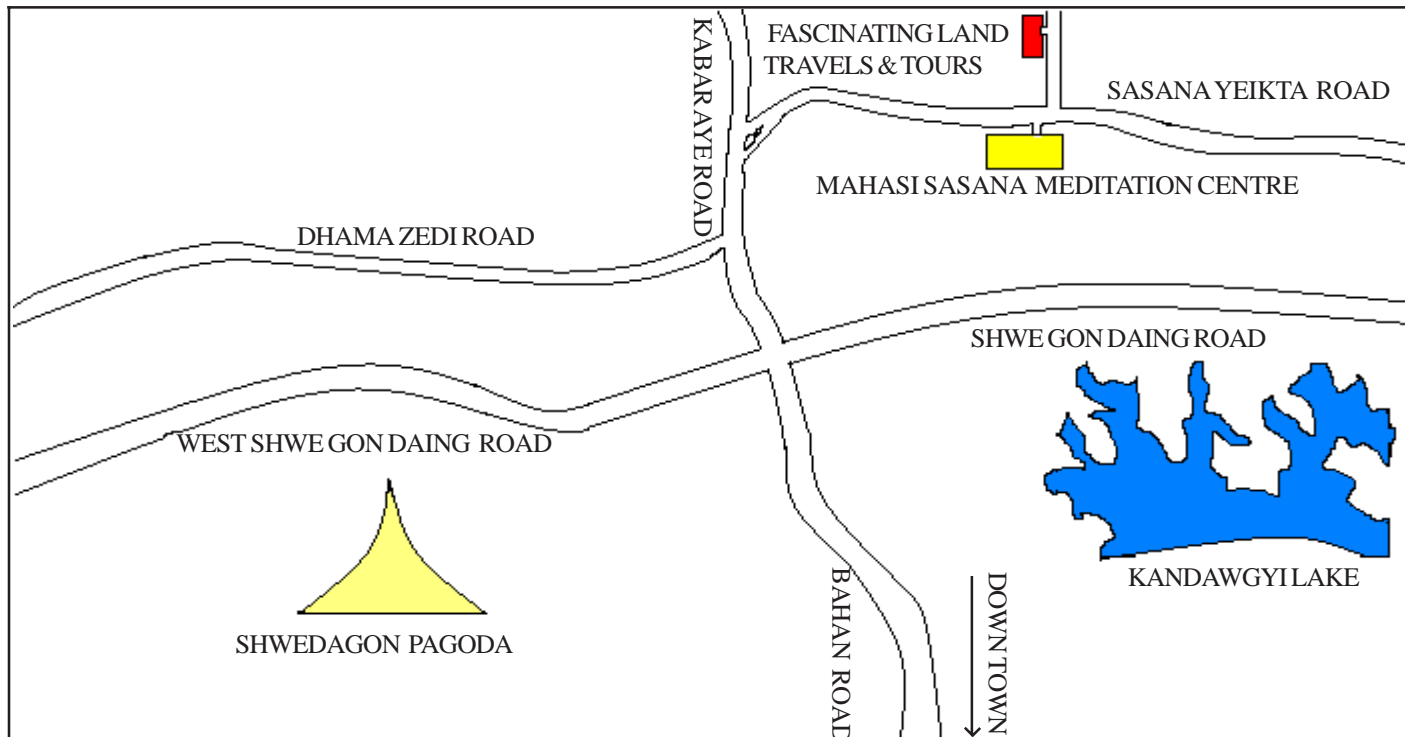 KABAR AYE ROAD
FASCINATING LAND
TRAVELS & TOURS
SASANA YEIKTA ROAD
MAHASI SASANA MEDITATION CENTRE
DHAMA ZEDI ROAD
SHWE GON DAING ROAD
WEST SHWE GON DAING ROAD
KANDAWGYI LAKE
SHWEDAGON PAGODA
BAHAN ROAD
DOWN TOWN